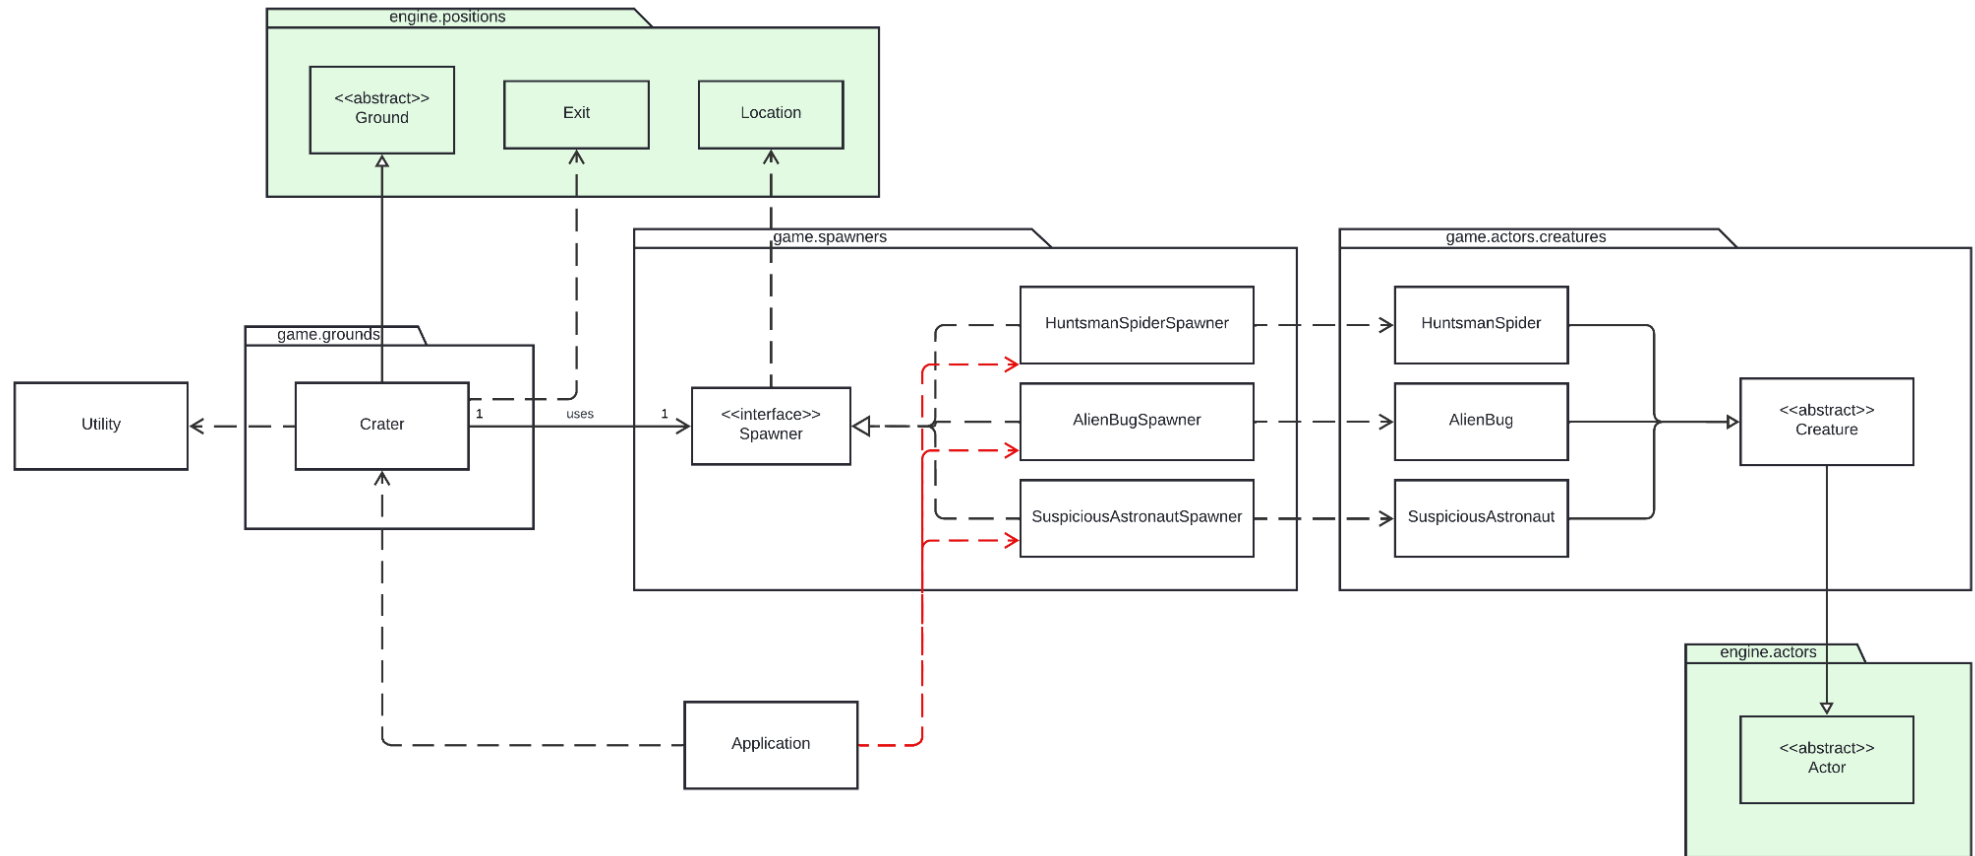 engine.positions
<<abstract>>
Ground
Exit
Location
game.spawners
game.actors.creatures
HuntsmanSpiderSpawner
HuntsmanSpider
game.grounds
Utility
Crater
1
uses
1
<<interface>>
Spawner
AlienBugSpawner
AlienBug
<<abstract>>
Creature
SuspiciousAstronautSpawner
SuspiciousAstronaut
engine.actors
Application
<<abstract>>
Actor